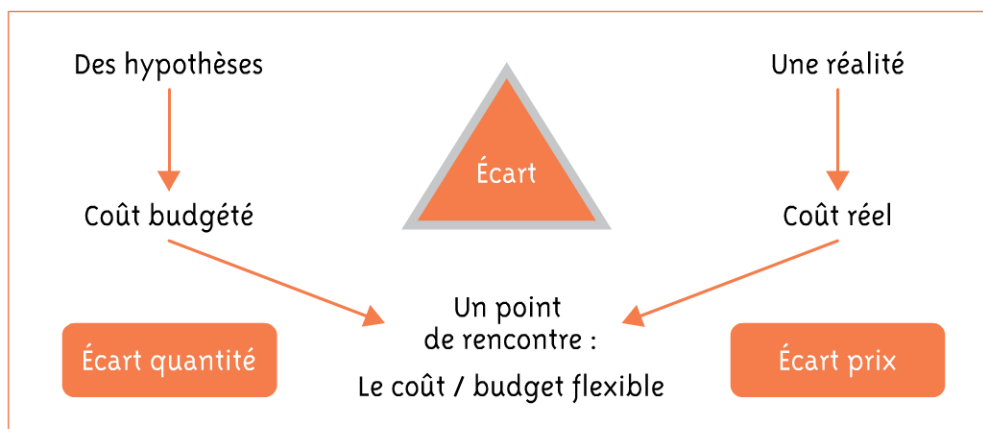 Des hypothèses
Une réalité
Écart
Coût budgété
Coût réel
Un point
de rencontre :
Le coût / budget flexible
Écart quantité
Écart prix